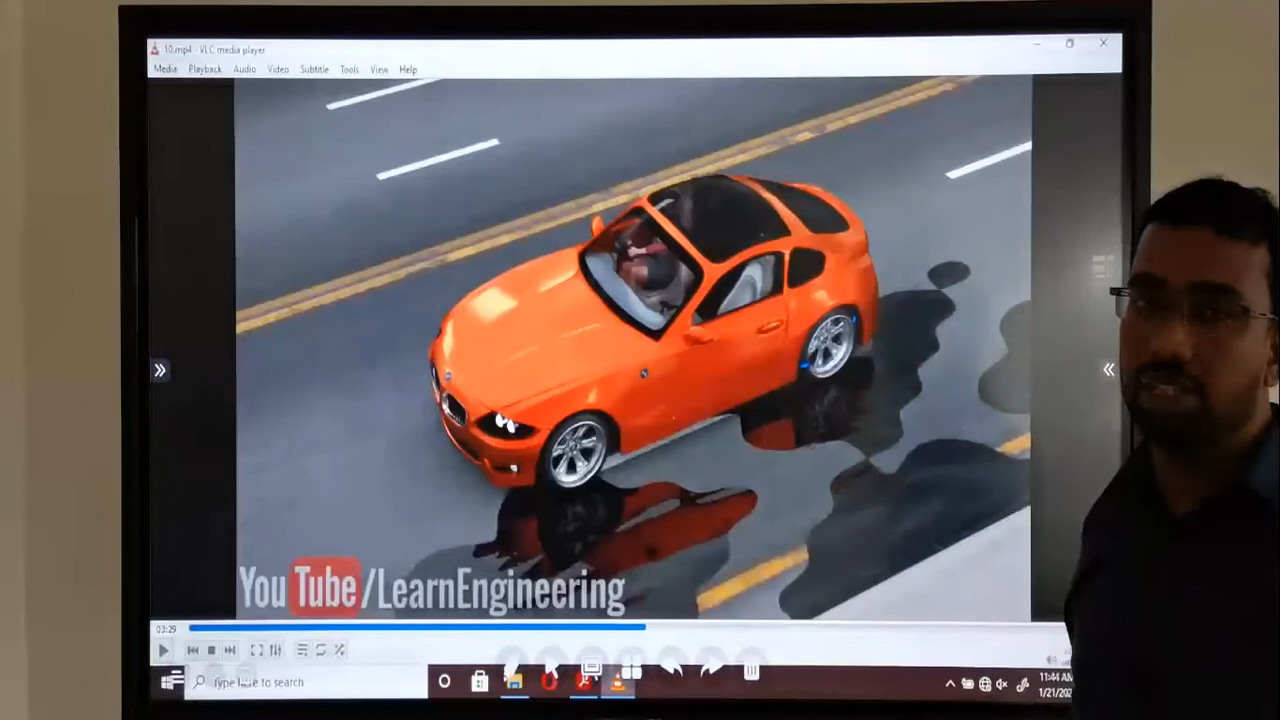 10.mp4 - VLC media player
Media Playback Audio Video Subtitle Tools View Help
YouTube/LearnEngineering
03:29
Type here to search
11:44 AM